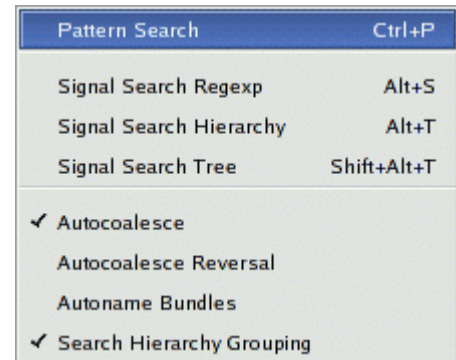 Pattern Search Ctrl+P
Signal Search Regexp Alt+S
Signal Search Hierarchy Alt+T
Signal Search Tree Shift+Alt+T
Autocoalesce
Autocoalesce Reversal
Autoname Bundles
Search Hierarchy Grouping